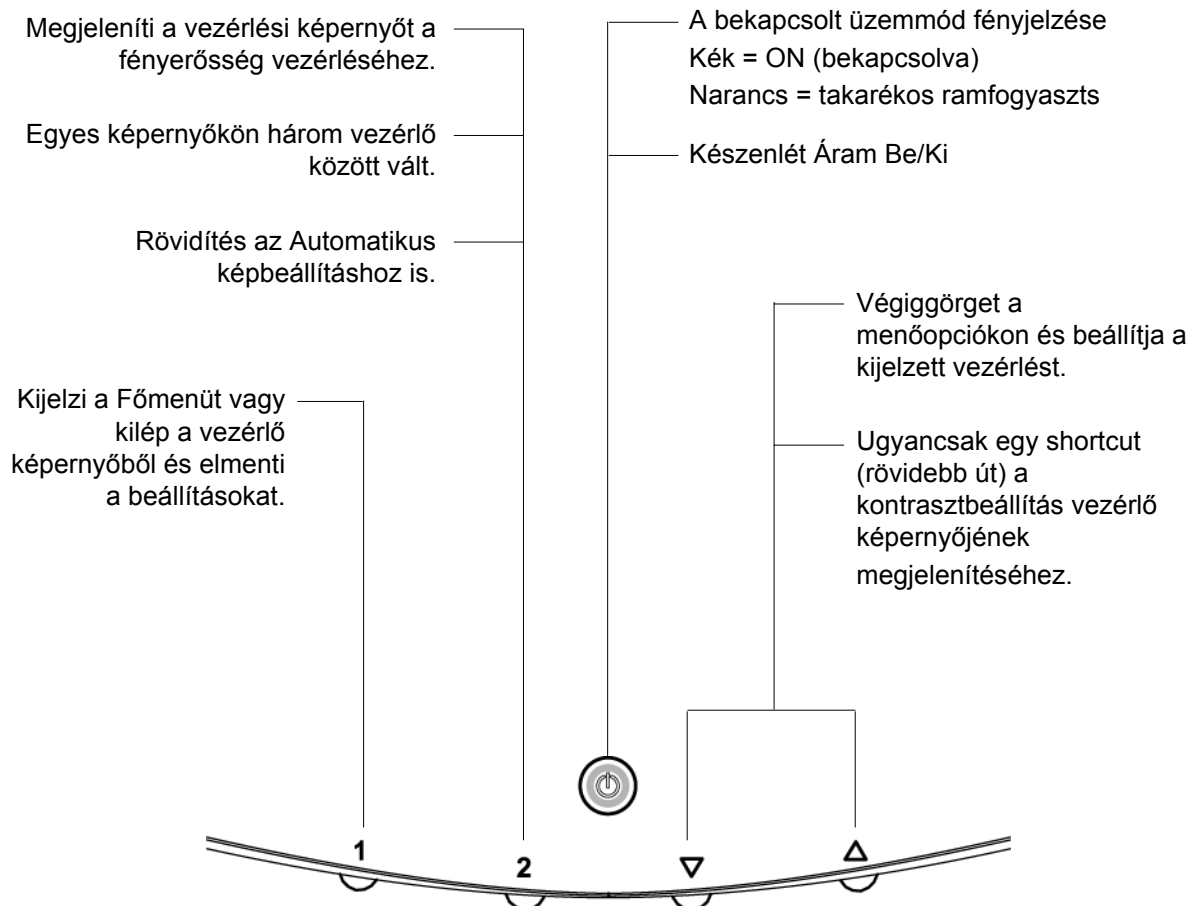 Megjeleníti a vezérlési képernyőt a
fényerősség vezérléséhez.
Egyes képernyőkön három vezérlő
között vált.
Rövidítés az Automatikus
képbeállításhoz is.
Kijelzi a Főmenüt vagy
kilép a vezérlő
képernyőből és elmenti
a beállításokat.
A bekapcsolt üzemmód fényjelzése
Kék = ON (bekapcsolva)
Narancs = takarékos ramfogyaszts
Készenlét Áram Be/Ki
Végiggörget a
menőopciókon és beállítja a
kijelzett vezérlést.
Ugyancsak egy shortcut
(rövidebb út) a
kontrasztbeállítás vezérlő
képernyőjének
megjelenítéséhez.
1
2